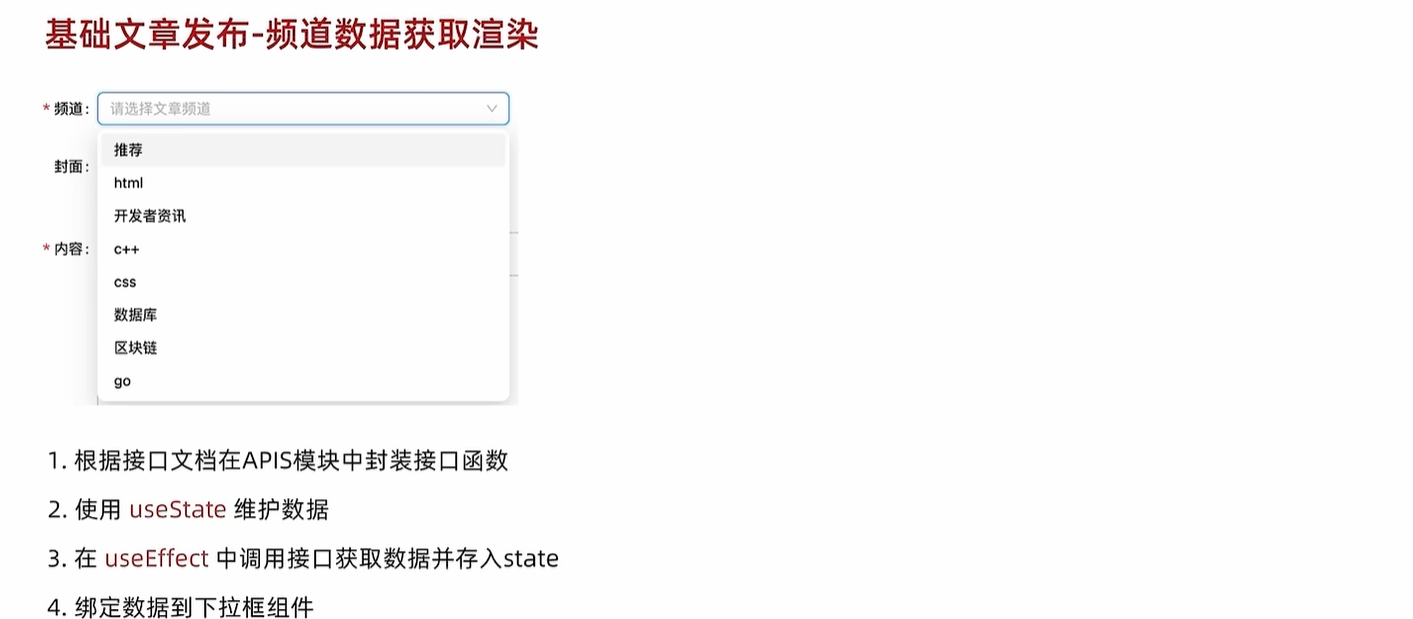 基础文章发布-频道数据获取渲染
* 频道: 请选择文章频道
推荐
封面:
html
开发者资讯
* 内容: c++
css
数据库
区块链
go
1. 根据接口文档在APIS模块中封装接口函数
2. 使用 useState 维护数据
3. 在 useEffect 中调用接口获取数据并存入state
4. 绑定数据到下拉框组件